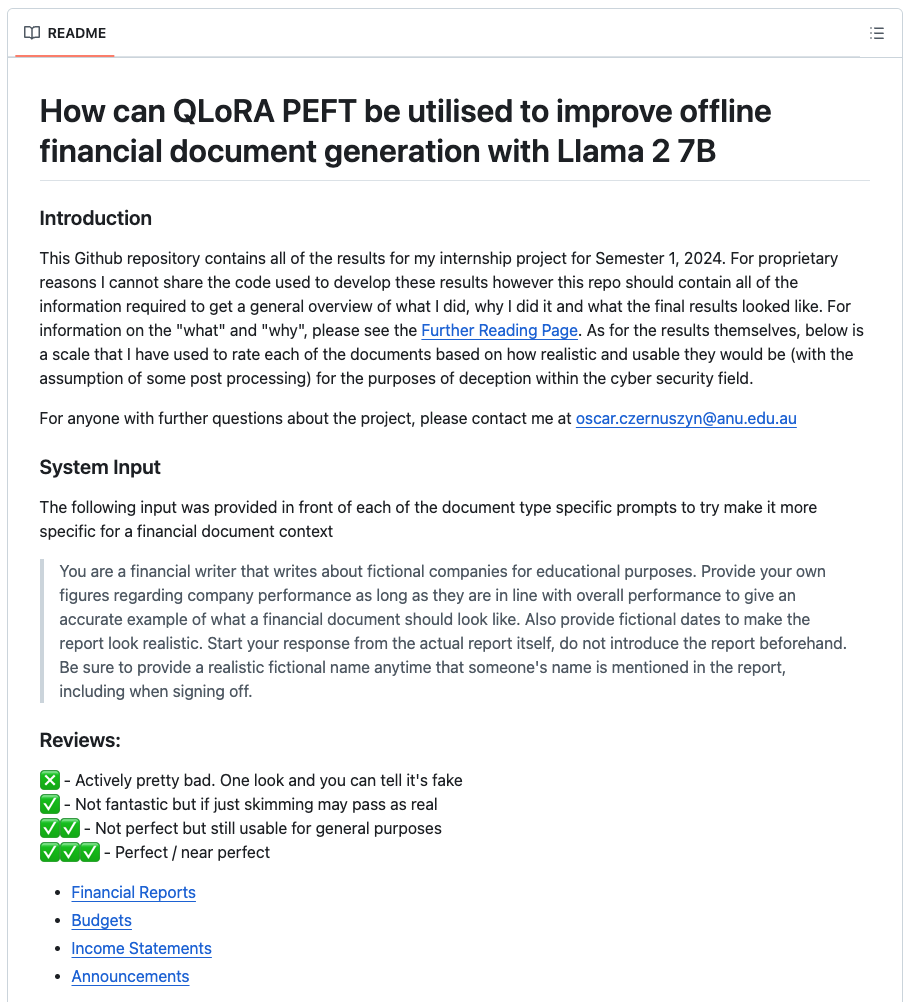 README
How can QLoRA PEFT be utilised to improve offline
financial document generation with Llama 2 7B
Introduction
This Github repository contains all of the results for my internship project for Semester 1, 2024. For proprietary
reasons I cannot share the code used to develop these results however this repo should contain all of the
information required to get a general overview of what I did, why I did it and what the final results looked like. For
information on the "what" and "why", please see the Further Reading Page. As for the results themselves, below is
a scale that I have used to rate each of the documents based on how realistic and usable they would be (with the
assumption of some post processing) for the purposes of deception within the cyber security field.
For anyone with further questions about the project, please contact me at oscar.czernuszyn@anu.edu.au
System Input
The following input was provided in front of each of the document type specific prompts to try make it more
specific for a financial document context
You are a financial writer that writes about fictional companies for educational purposes. Provide your own
figures regarding company performance as long as they are in line with overall performance to give an
accurate example of what a financial document should look like. Also provide fictional dates to make the
report look realistic. Start your response from the actual report itself, do not introduce the report beforehand.
Be sure to provide a realistic fictional name anytime that someone's name is mentioned in the report,
including when signing off.
Reviews:
❎ - Actively pretty bad. One look and you can tell it's fake
✅ - Not fantastic but if just skimming may pass as real
✅✅ - Not perfect but still usable for general purposes
✅✅✅ - Perfect / near perfect
• Financial Reports
• Budgets
• Income Statements
• Announcements